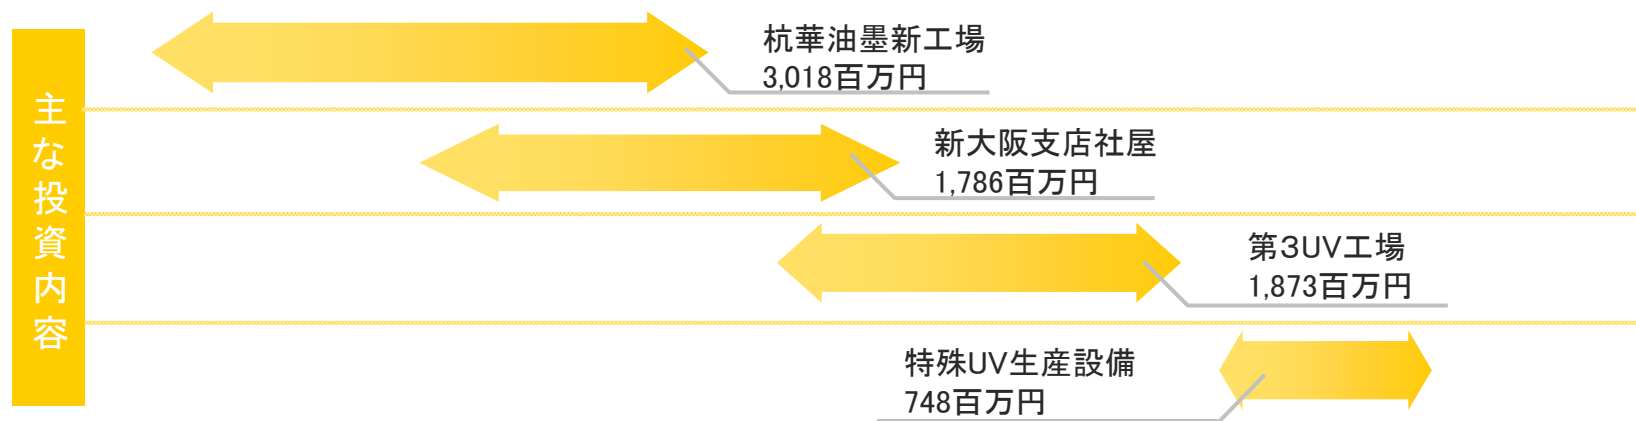 主な投資内容
杭華油墨新工場
3,018百万円
新大阪支店社屋
1,786百万円
第3UV工場
1,873百万円
特殊UV生産設備
748百万円